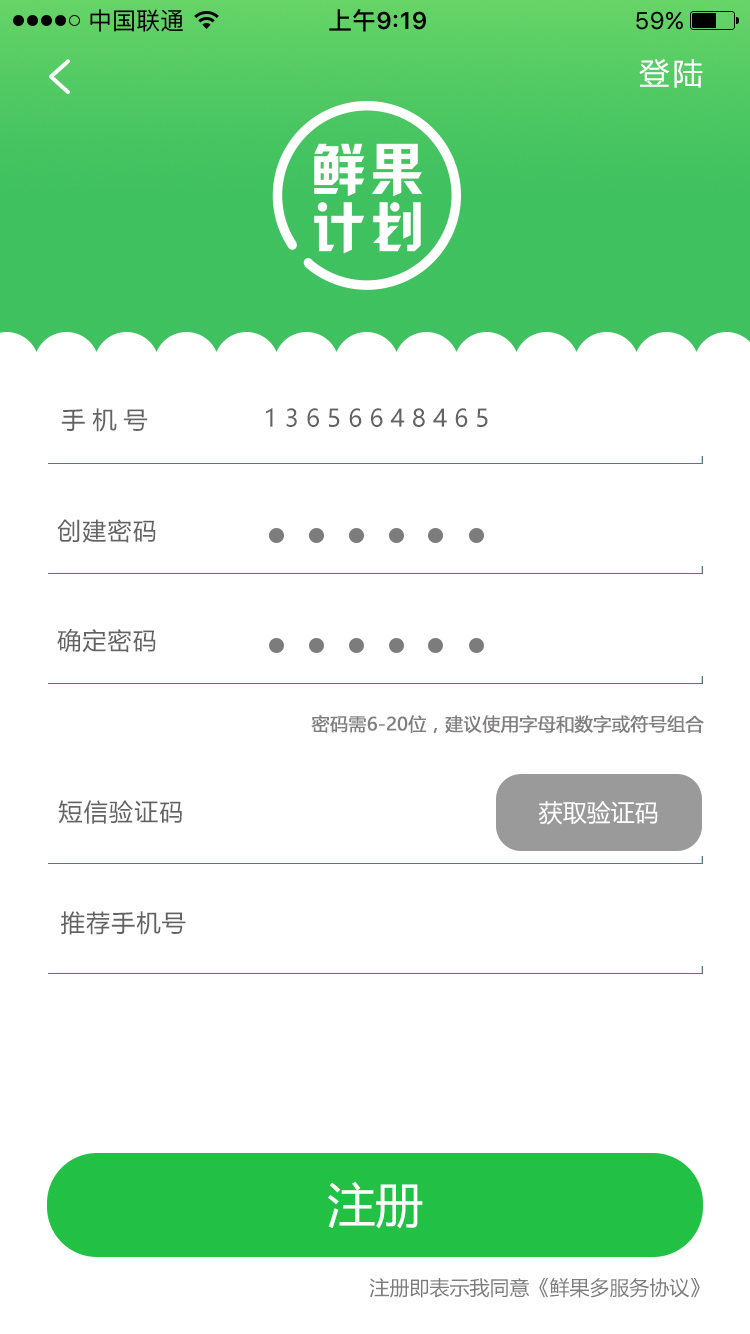 中国联通 上午9:19 59%
登陆
鲜果
计划
手机号 13656648465
创建密码
确定密码
密码需6-20位，建议使用字母和数字或符号组合
短信验证码 获取验证码
推荐手机号
注册
注册即表示我同意《鲜果多服务协议》